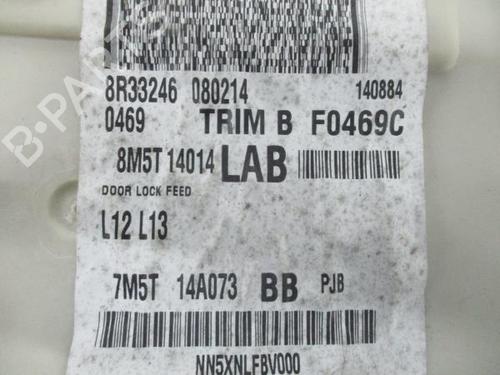 B-PARTS
8R33246 080214 140884
0469 TRIM B F0469C
8M5T 14014 LAB
DOOR LOCK FEED
L12 L13
7M5T 14A073 BB PJB
NN5XNLFBV000